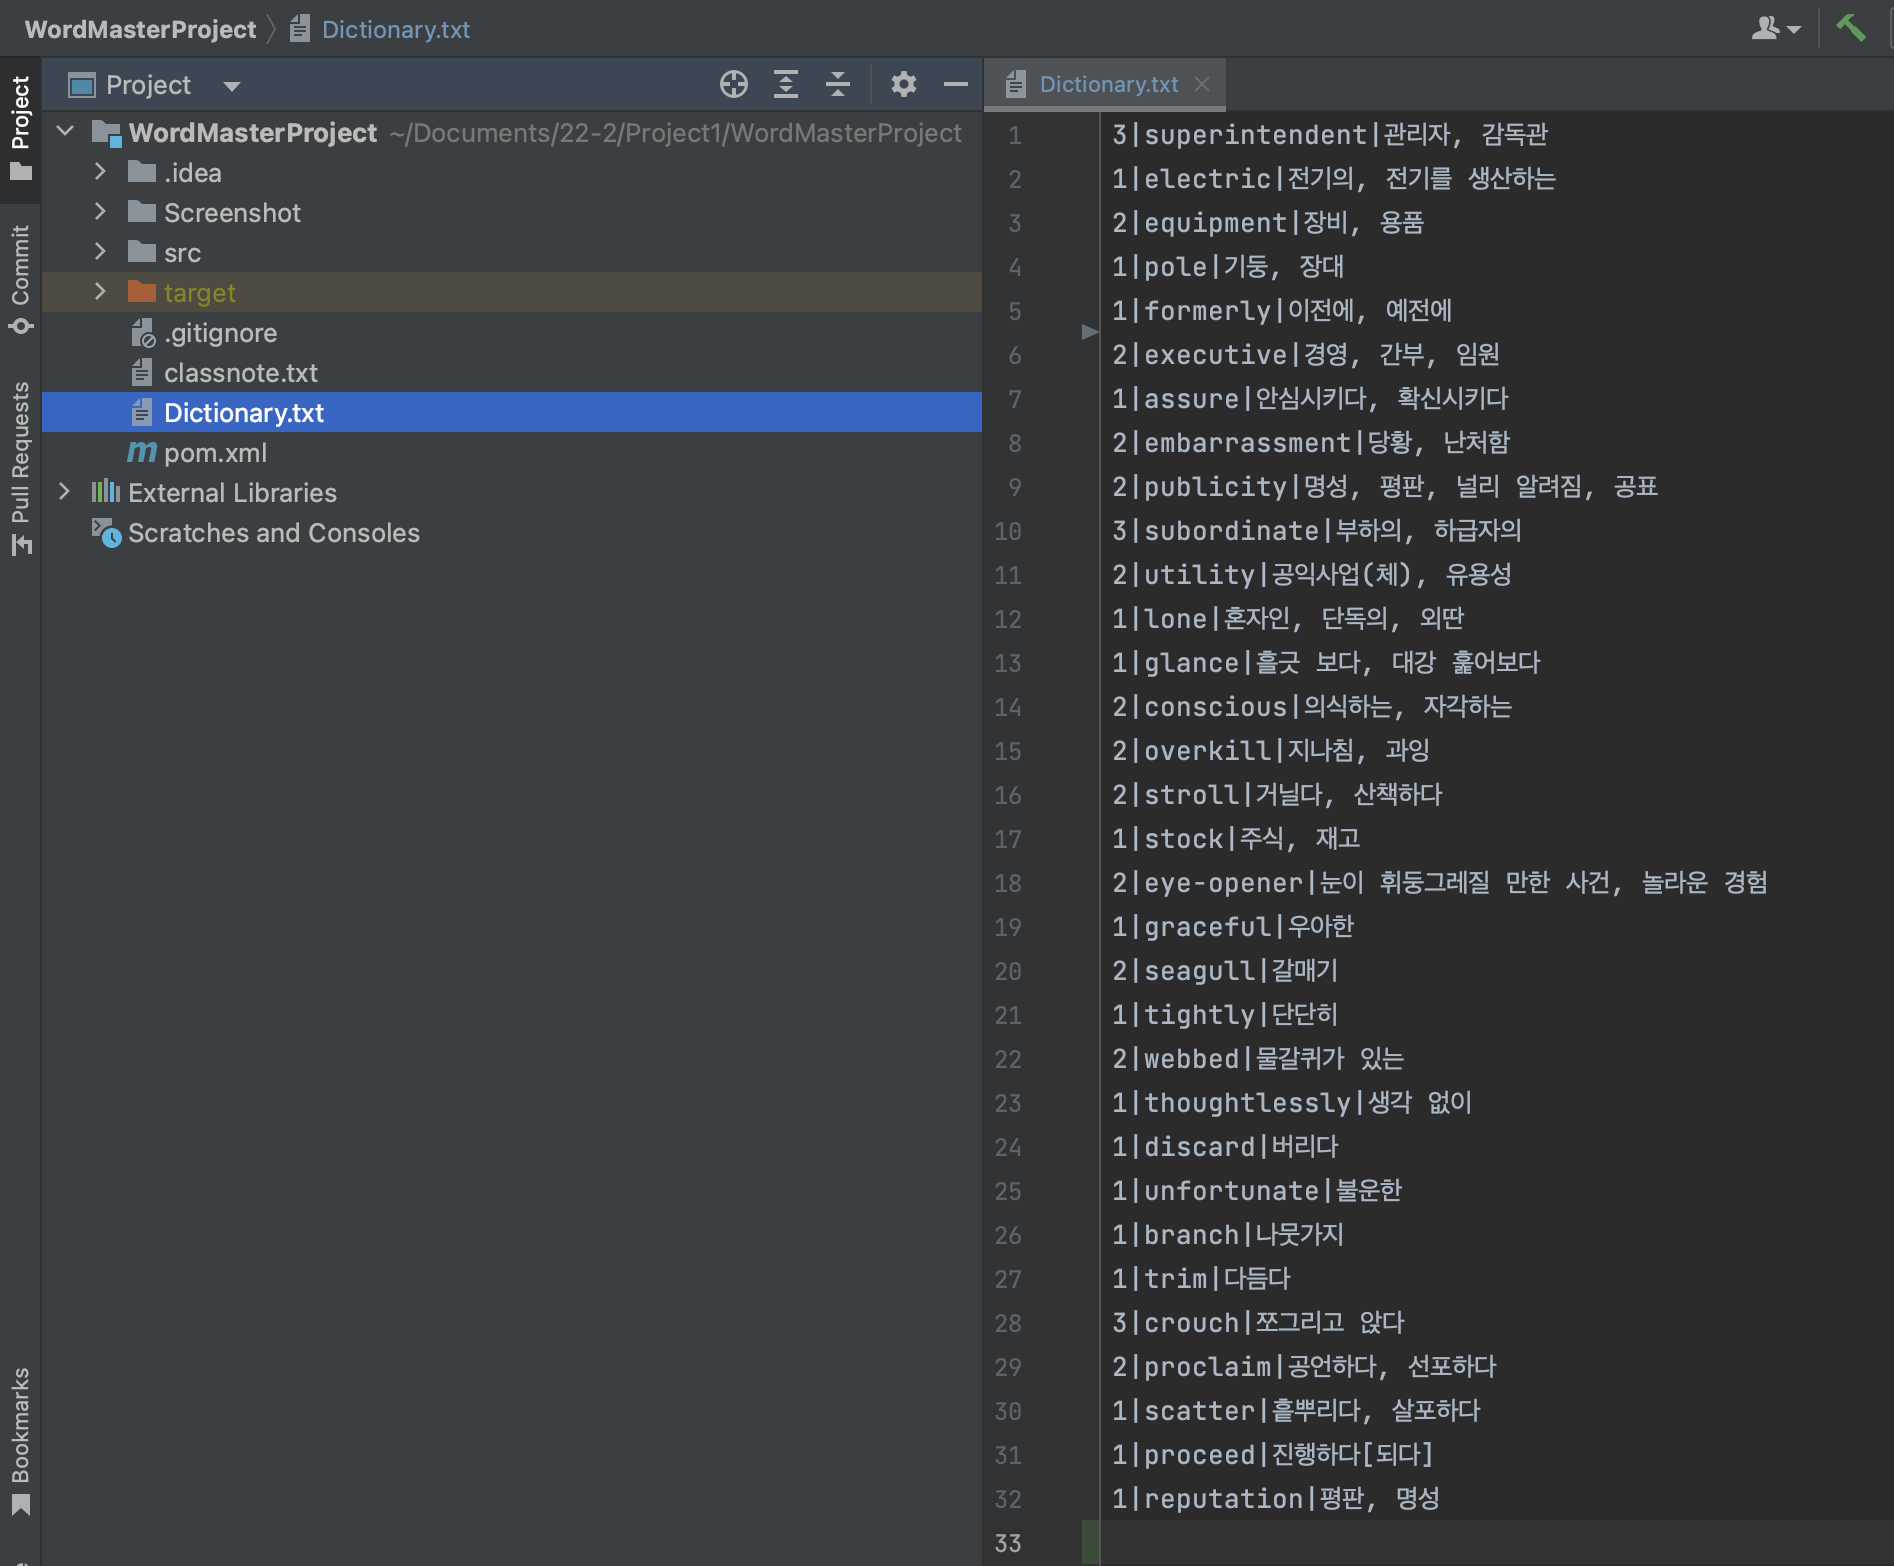 WordMasterProject
Dictionary.txt
Project
Commit
Pull Requests
Bookmarks
Project
WordMasterProject ~/Documents/22-2/Project1/WordMasterProject
.idea
Screenshot
src
target
.gitignore
classnote.txt
Dictionary.txt
m pom.xml
External Libraries
Scratches and Consoles
Dictionary.txt
1 3|superintendent|관리자, 감독관
2 1|electric|전기의, 전기를 생산하는
3 2|equipment|장비, 용품
4 1|pole|기둥, 장대
5 1|formerly|이전에, 예전에
6 2|executive|경영, 간부, 임원
7 1|assure|안심시키다, 확신시키다
8 2|embarrassment|당황, 난처함
9 2|publicity|명성, 평판, 널리 알려짐, 공표
10 3|subordinate|부하의, 하급자의
11 2|utility|공익사업(체), 유용성
12 1|lone|혼자인, 단독의, 외딴
13 1|glance|흘긋 보다, 대강 훑어보다
14 2|conscious|의식하는, 자각하는
15 2|overkill|지나침, 과잉
16 2|stroll|거닐다, 산책하다
17 1|stock|주식, 재고
18 2|eye-opener|눈이 휘둥그레질 만한 사건, 놀라운 경험
19 1|graceful|우아한
20 2|seagull|갈매기
21 1|tightly|단단히
22 2|webbed|물갈퀴가 있는
23 1|thoughtlessly|생각 없이
24 1|discard|버리다
25 1|unfortunate|불운한
26 1|branch|나뭇가지
27 1|trim|다듬다
28 3|crouch|쪼그리고 앉다
29 2|proclaim|공언하다, 선포하다
30 1|scatter|흩뿌리다, 살포하다
31 1|proceed|진행하다[되다]
32 1|reputation|평판, 명성
33